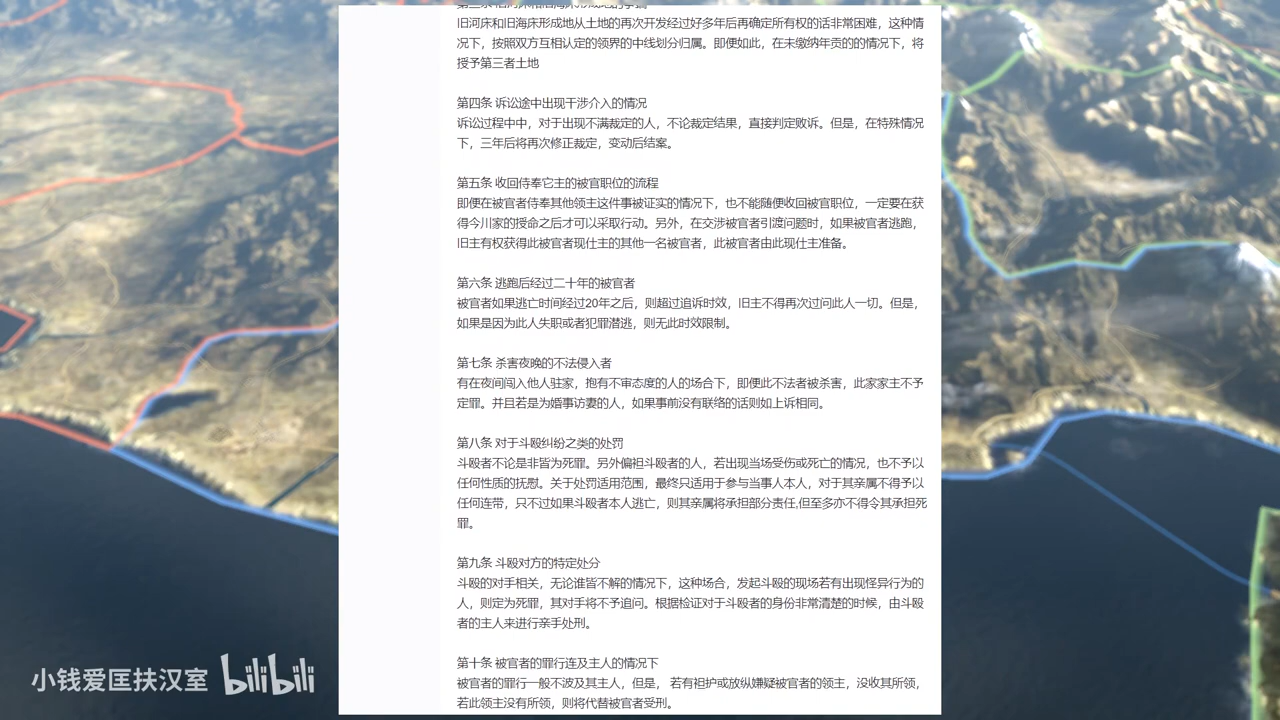 旧河床和旧海床形成地从土地的再次开发经过好多年后再确定所有权的话非常困难，这种情
况下，按照双方互相认定的领界的中线划分归属。即便如此，在未缴纳年贡的的情况下，将
授予第三者土地
第四条 诉讼途中出现干涉介入的情况
诉讼过程中中，对于出现不满裁定的人，不论裁定结果，直接判定败诉。但是，在特殊情况
下，三年后将再次修正裁定，变动后结案。
第五条 收回侍奉它主的被官职位的流程
即便在被官者侍奉其他领主这件事被证实的情况下，也不能随便收回被官职位，一定要在获
得今川家的授命之后才可以采取行动。另外，在交涉被官者引渡问题时，如果被官者逃跑，
旧主有权获得此被官者现仕主的其他一名被官者，此被官者由此现仕主准备。
第六条 逃跑后经过二十年的被官者
被官者如果逃亡时间经过20年之后，则超过追诉时效，旧主不得再次过问此人一切。但是，
如果是因为此人失职或者犯罪潜逃，则无此时效限制。
第七条 杀害夜晚的不法侵入者
有在夜间闯入他人驻家，抱有不审态度的人的场合下，即便此不法者被杀害，此家家主不予
定罪。并且若是为婚事访妻的人，如果事前没有联络的话则如上诉相同。
第八条 对于斗殴纠纷之类的处罚
斗殴者不论是非皆为死罪。另外偏袒斗殴者的人，若出现当场受伤或死亡的情况，也不予以
任何性质的抚慰。关于处罚适用范围，最终只适用于参与当事人本人，对于其亲属不得予以
任何连带，只不过如果斗殴者本人逃亡，则其亲属将承担部分责任,但至多亦不得令其承担死
罪。
第九条 斗殴对方的特定处分
斗殴的对手相关，无论谁皆不解的情况下，这种场合，发起斗殴的现场若有出现怪异行为的
人，则定为死罪，其对手将不予追问。根据检证对于斗殴者的身份非常清楚的时候，由斗殴
者的主人来进行亲手处刑。
第十条 被官者的罪行连及主人的情况下
被官者的罪行一般不波及其主人，但是， 若有袒护或放纵嫌疑被官者的领主，没收其所领，
若此领主没有所领，则将代替被官者受刑。
小钱爱匡扶汉室 bilibili